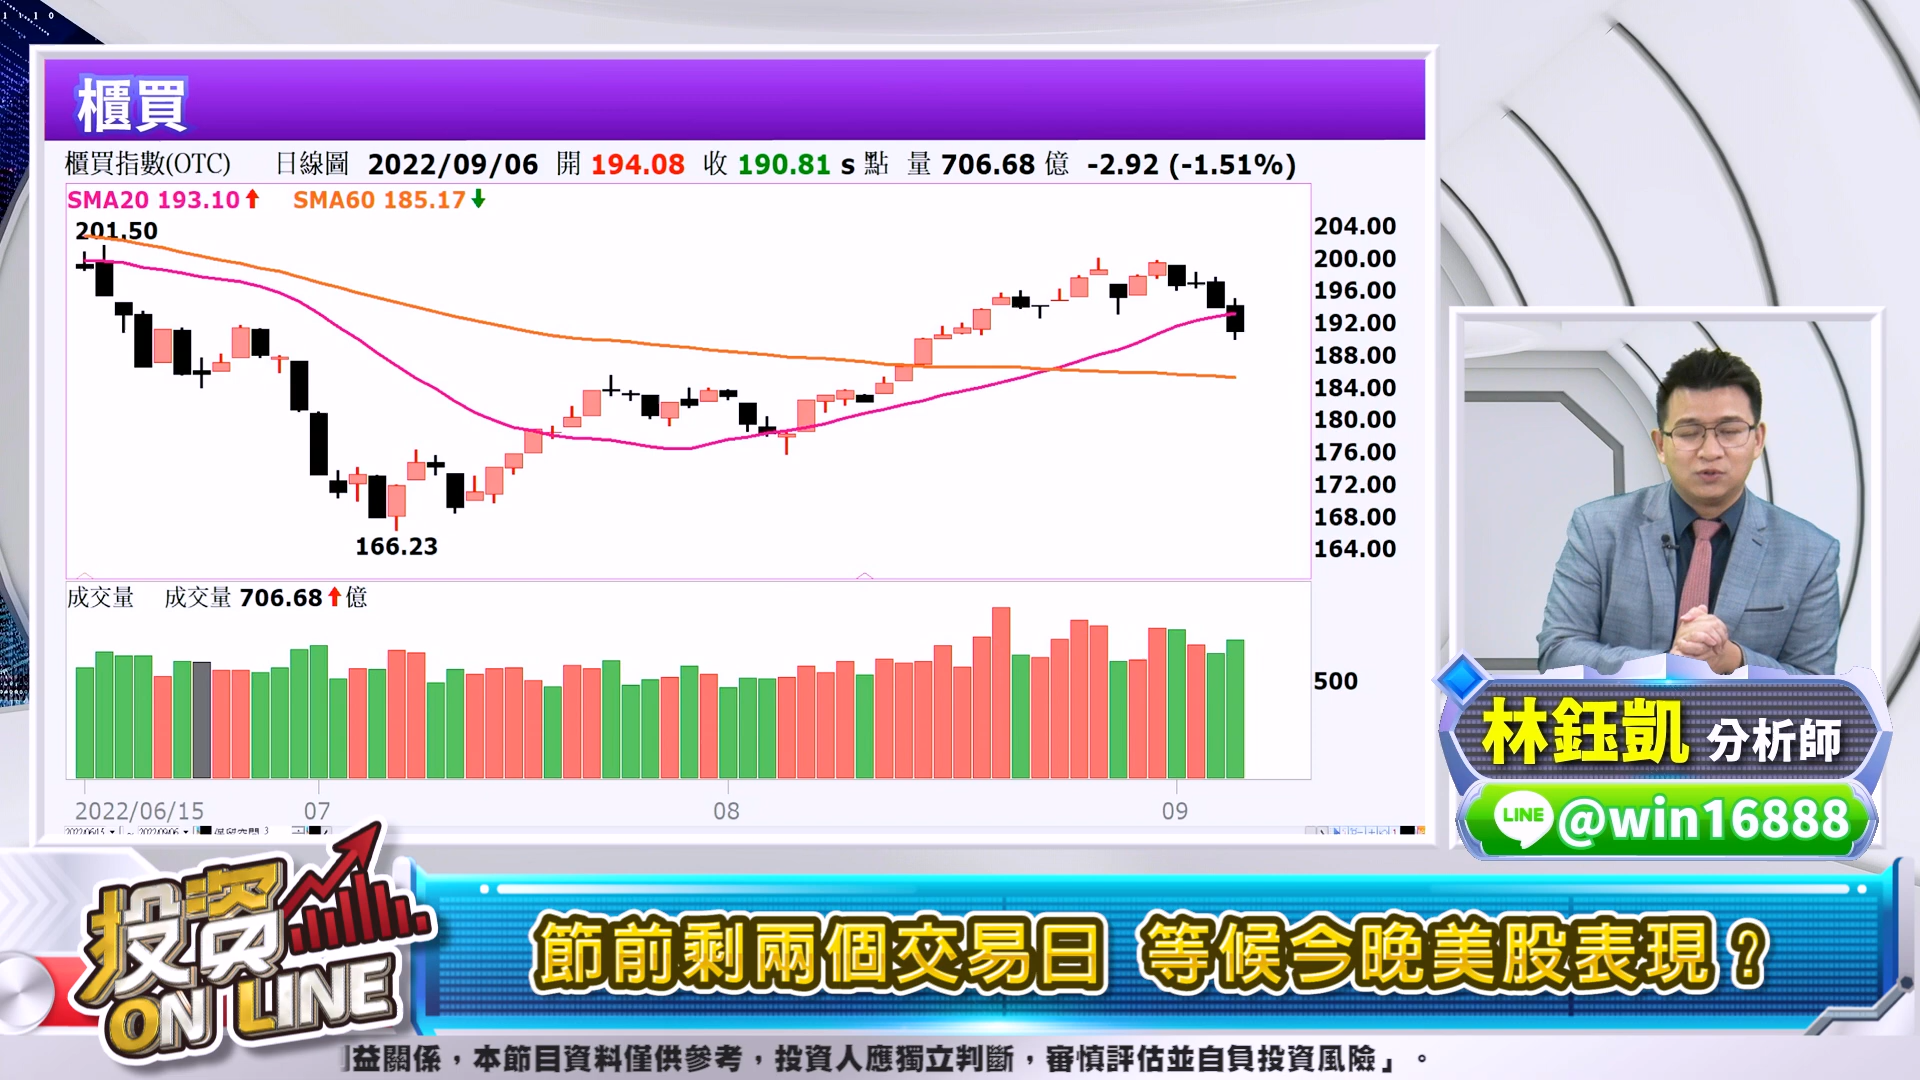 櫃買
櫃買指數(OTC) 日線圖 2022/09/06 開 194.08 收 190.81 s 點 量 706.68 億 -2.92 (-1.51%)
SMA20 193.10↑ SMA60 185.17↓
201.50
204.00
200.00
196.00
192.00
188.00
184.00
180.00
176.00
172.00
168.00
164.00
166.23
成交量 成交量 706.68↑億
500
2022/06/15 07 08 09
林鈺凱 分析師
LINE @win16888
投資
ON LINE
節前剩兩個交易日 等候今晚美股表現?
益關係,本節目資料僅供參考,投資人應獨立判斷,審慎評估並自負投資風險」。